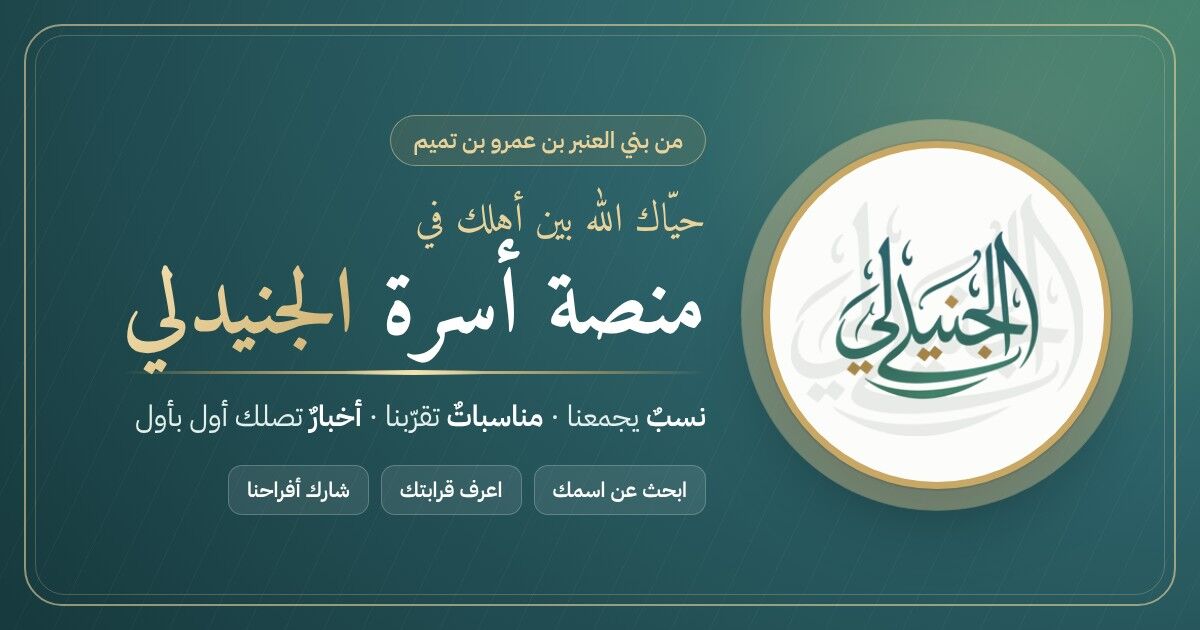 من بني العنبر بن عمرو بن تميم
حيّاك الله بين أهلك في
منصة أسرة الجنيدلي
نسبٌ يجمعنا · مناسباتٌ تقرّبنا · أخبارٌ تصلك أول بأول
ابحث عن اسمك
اعرف قرابتك
شارك أفراحنا
الجنيدلي